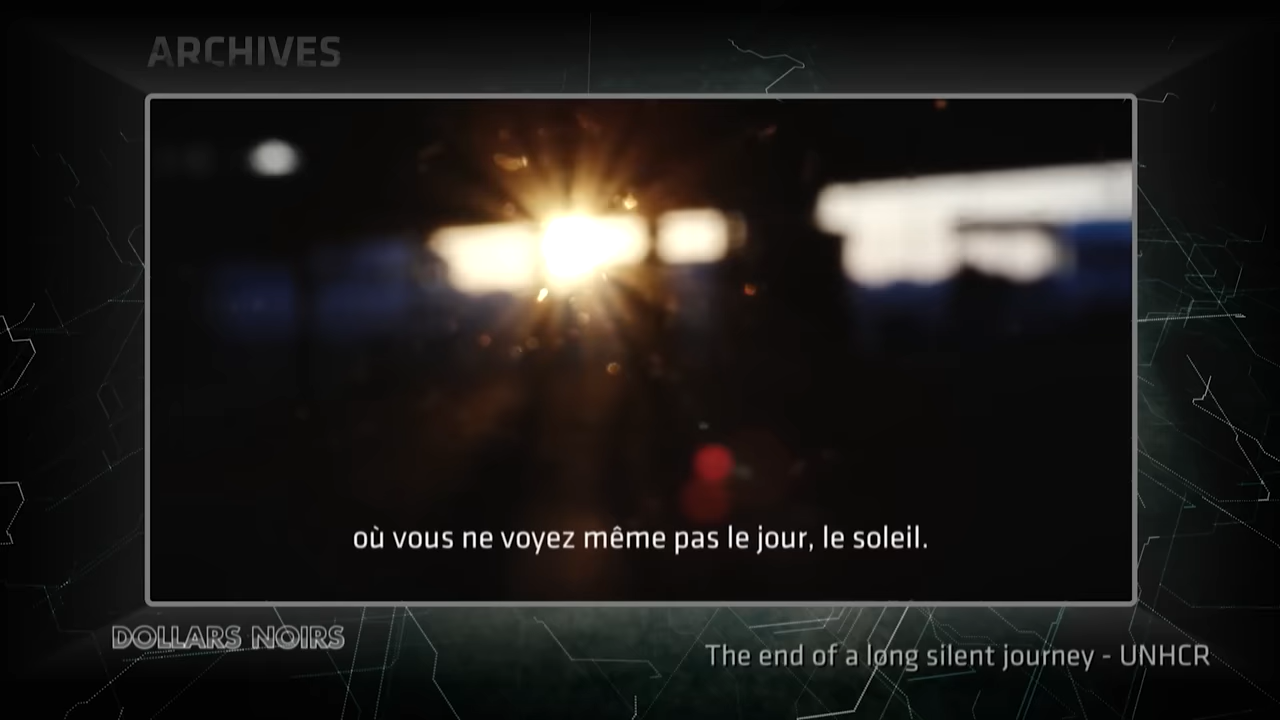 ARCHIVES
où vous ne voyez même pas le jour, le soleil.
DOLLARS NOIRS
The end of a long silent journey - UNHCR